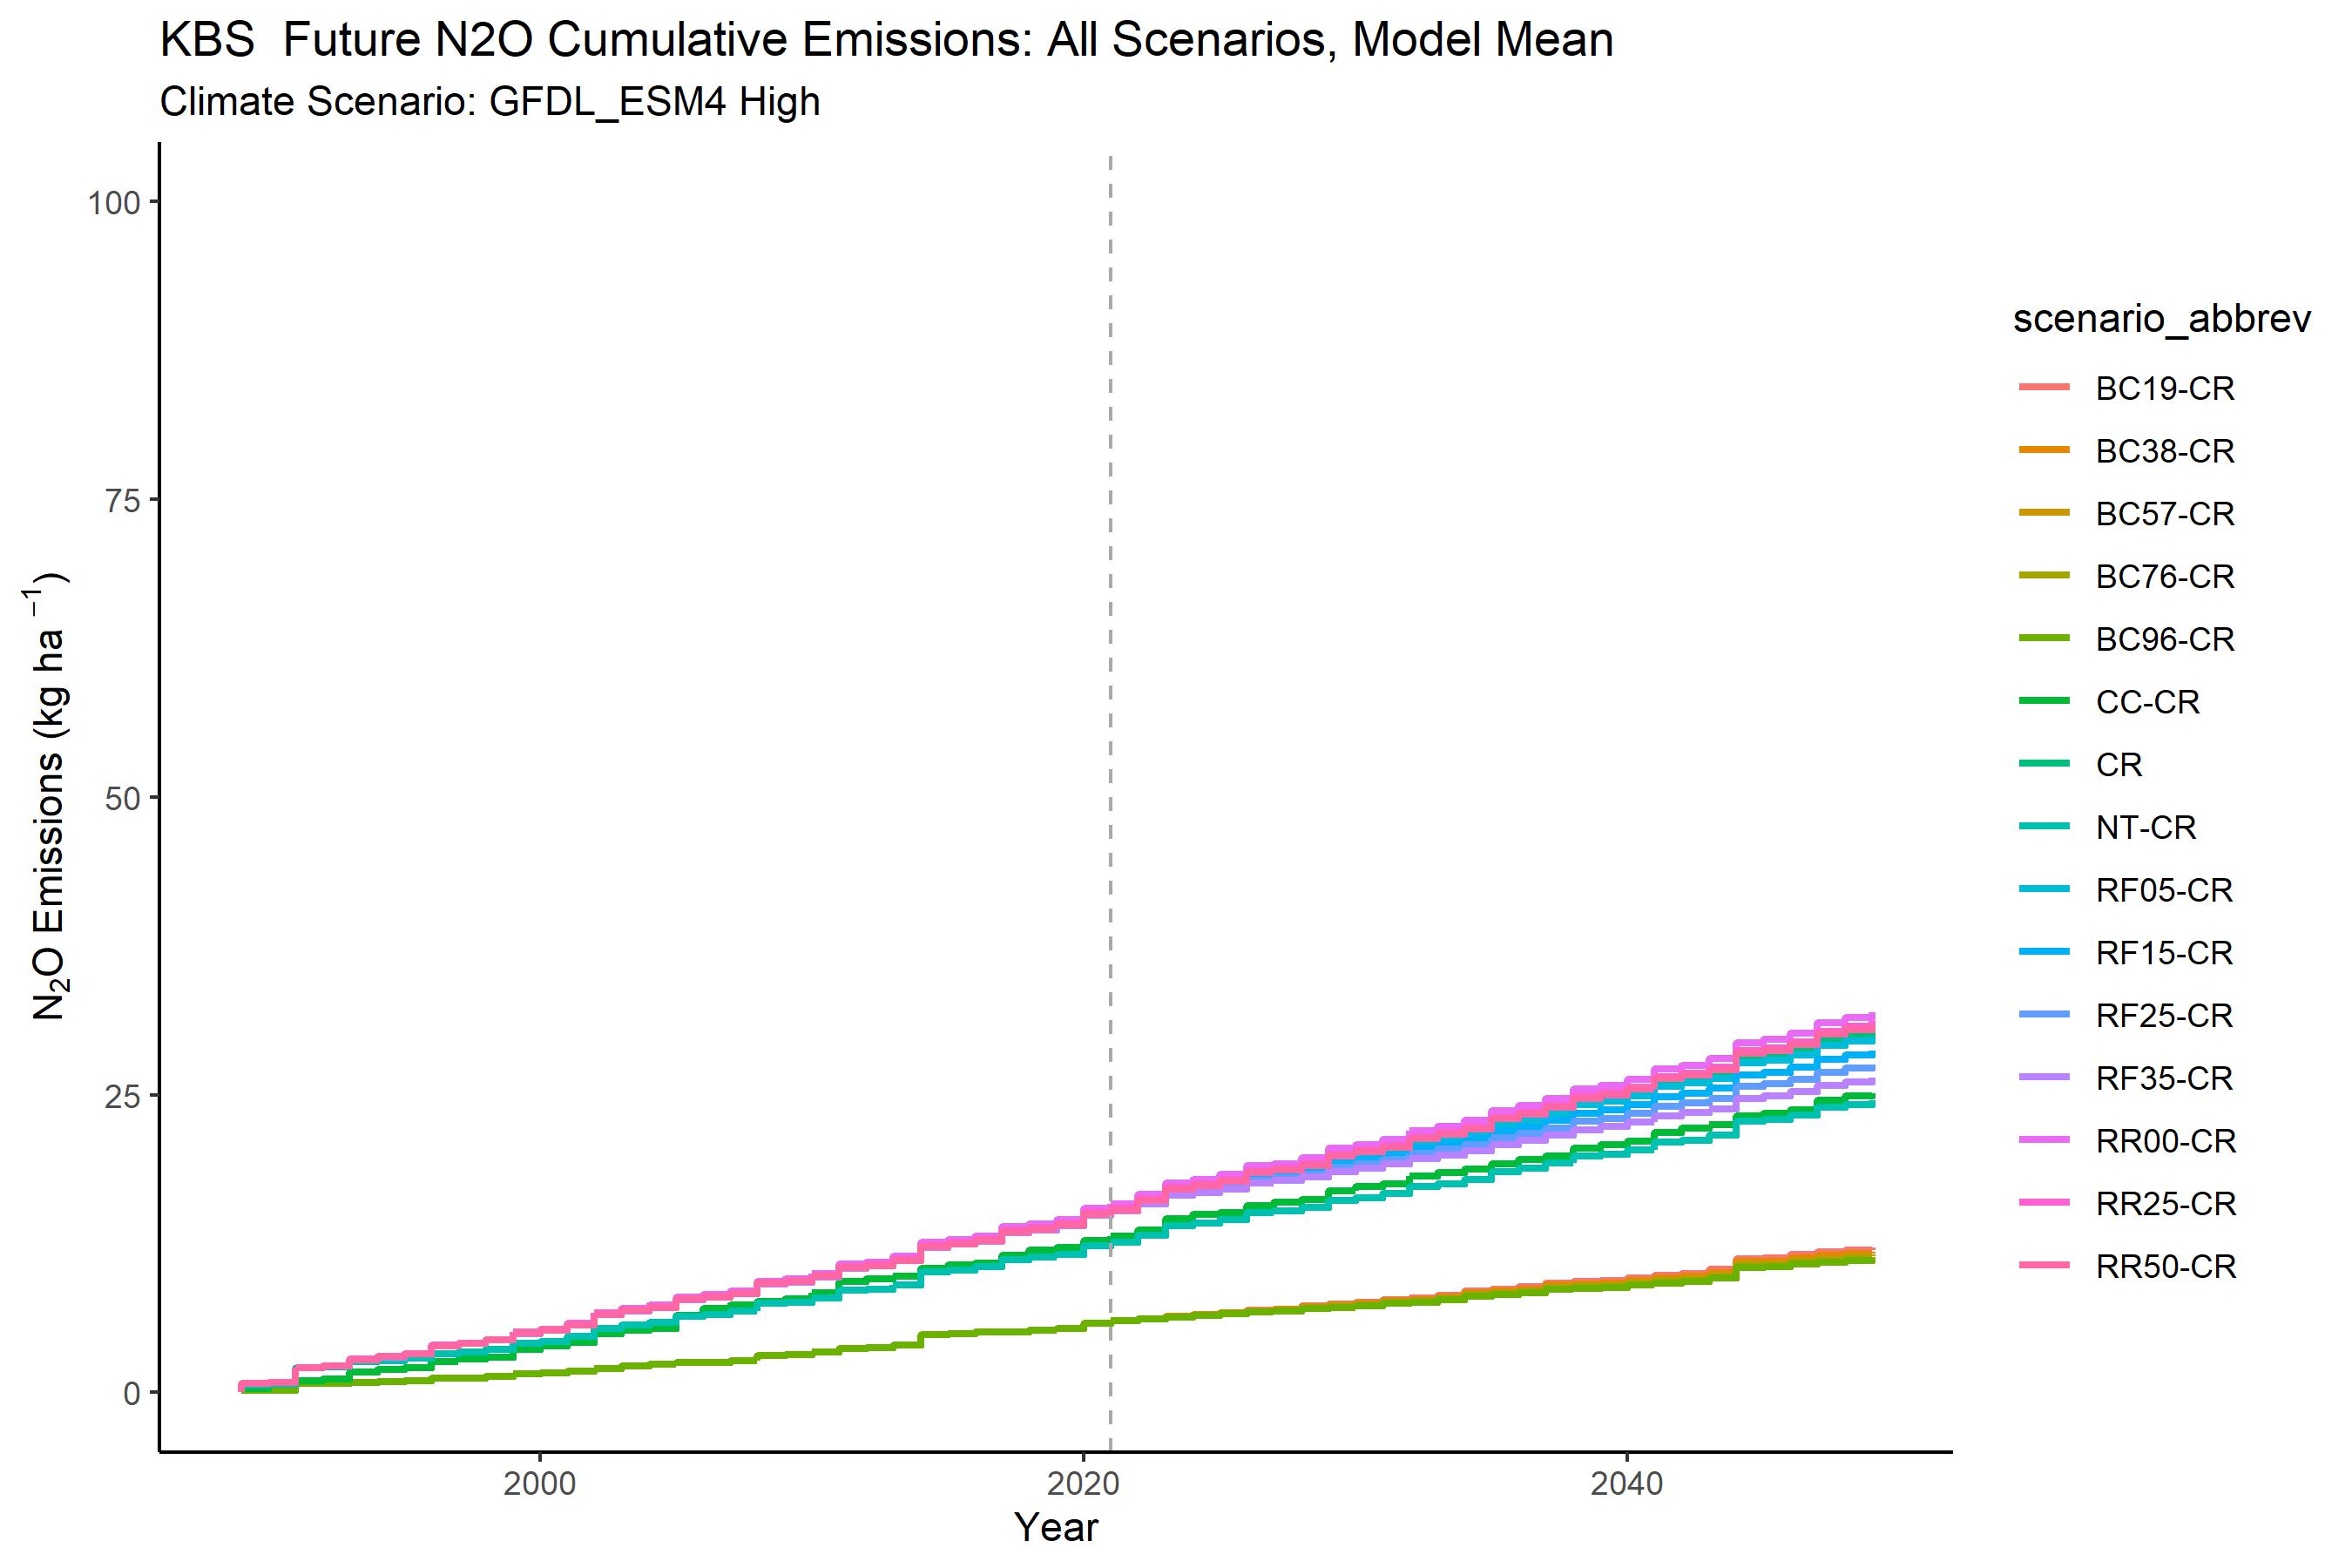 KBS  Future N2O Cumulative Emissions: All Scenarios, Model Mean
Climate Scenario: GFDL_ESM4 High
N₂O Emissions (kg ha ⁻¹)
100
75
50
25
0
2000
2020
2040
Year
scenario_abbrev
BC19-CR
BC38-CR
BC57-CR
BC76-CR
BC96-CR
CC-CR
CR
NT-CR
RF05-CR
RF15-CR
RF25-CR
RF35-CR
RR00-CR
RR25-CR
RR50-CR